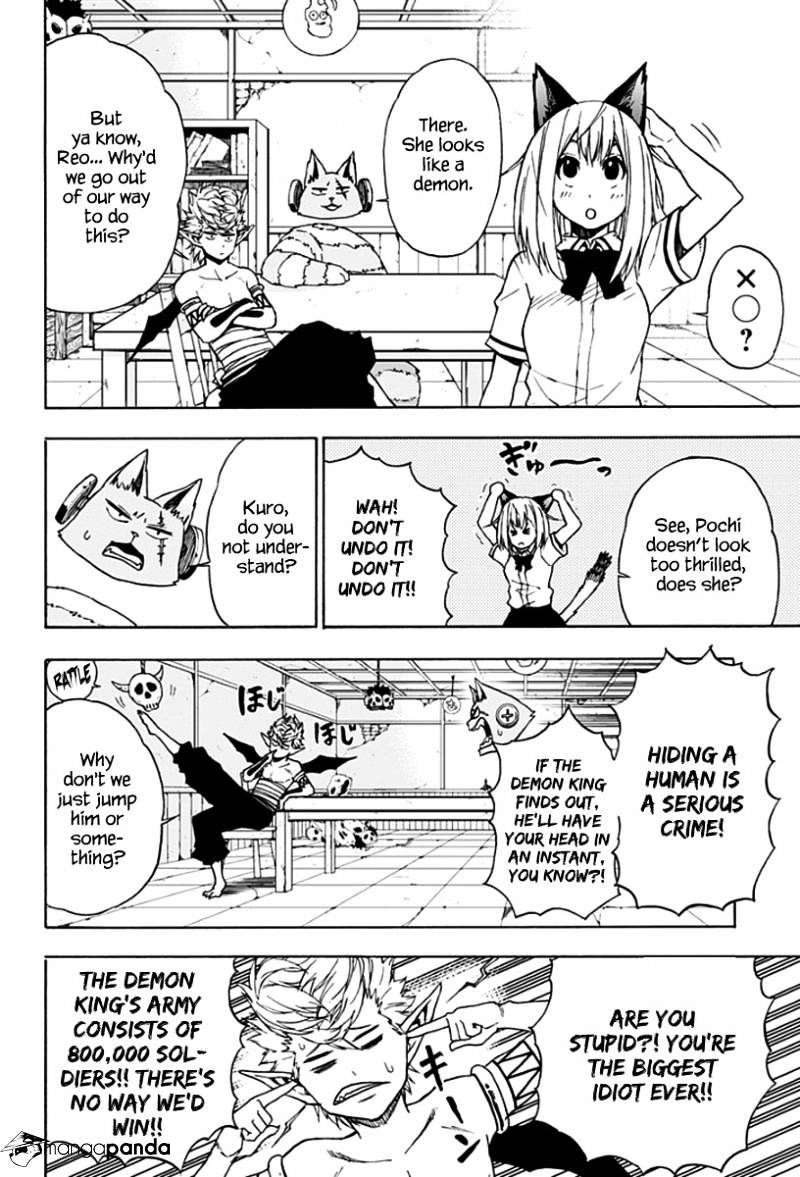 ×
○
?
There.
She looks
like a
demon.
But
ya know,
Reo... Why'd
we go out
of our way
to do
this?
See, Pochi
doesn't look
too thrilled,
does she?
ぎゅーーっ
WAH!
DON'T
UNDO IT!
DON'T
UNDO IT!!
Kuro,
do you
not under-
stand?
HIDING A
HUMAN IS
A SERIOUS
CRIME!
IF THE
DEMON KING
FINDS OUT,
HE'LL HAVE
YOUR HEAD IN
AN INSTANT,
YOU KNOW?!
ほじ
ほじ
RATTLE
Why
don't we
just jump
him or
some-
thing?
ARE YOU
STUPID?! YOU'RE
THE BIGGEST
IDIOT EVER!!
キーン
THE DEMON
KING'S ARMY
CONSISTS OF
800,000 SOL-
DIERS!! THERE'S
NO WAY WE'D
WIN!!
mangapanda